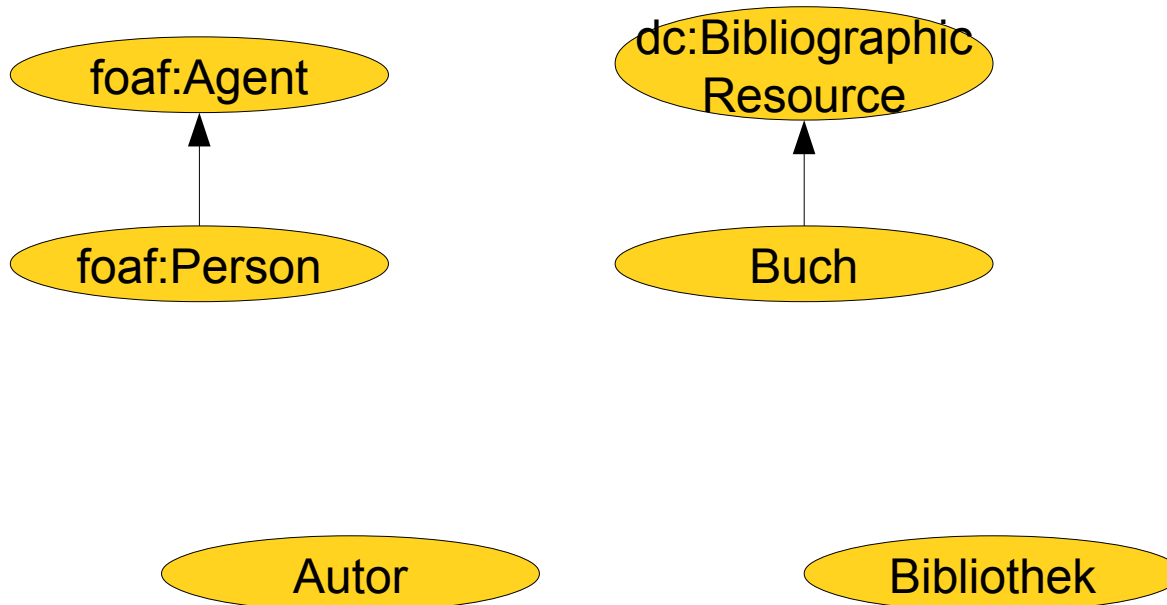 foaf:Agent
dc:Bibliographic
Resource
foaf:Person
Buch
Autor
Bibliothek